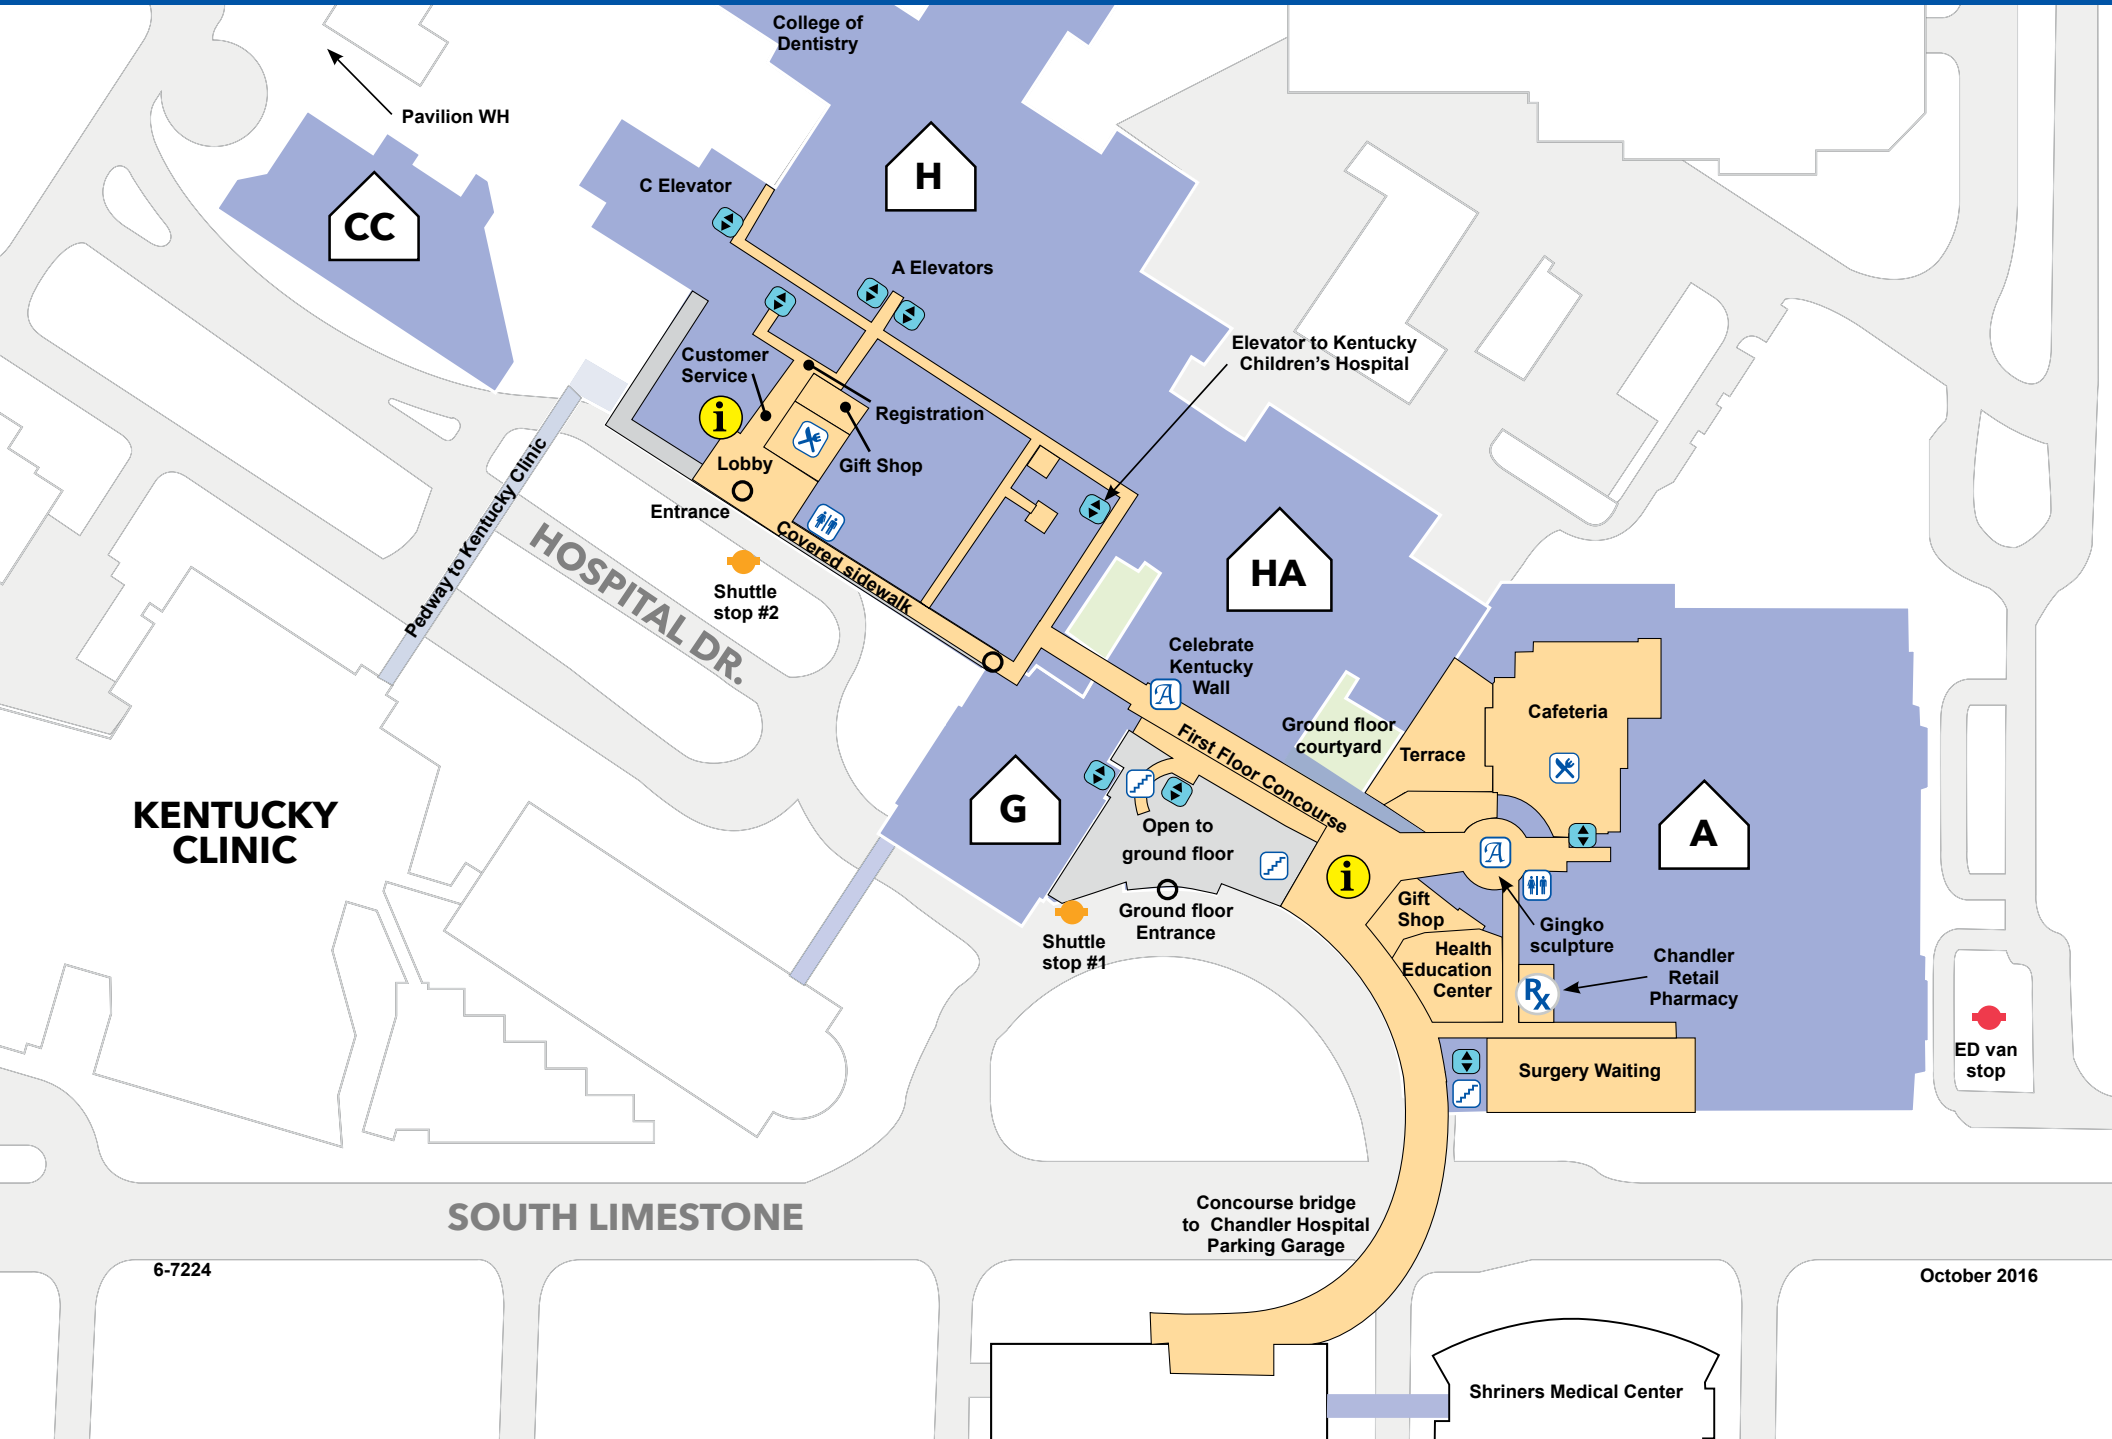 College of
Dentistry
Pavilion WH
H
C Elevator
CC
A Elevators
Elevator to Kentucky
Children's Hospital
Customer
Service
i
Registration
Gift Shop
Lobby
Entrance
Pedway to Kentucky Clinic
HOSPITAL DR.
Covered sidewalk
Shuttle
stop #2
HA
Celebrate
Kentucky
Wall
A
Ground floor
courtyard
Terrace
Cafeteria
First Floor Concourse
G
Open to
ground floor
KENTUCKY
CLINIC
A
A
i
Gift
Shop
Ground floor
Entrance
Shuttle
stop #1
Gingko
sculpture
Health
Education
Center
Rx
Chandler
Retail
Pharmacy
ED van
stop
Surgery Waiting
Concourse bridge
to Chandler Hospital
Parking Garage
SOUTH LIMESTONE
6-7224
October 2016
Shriners Medical Center